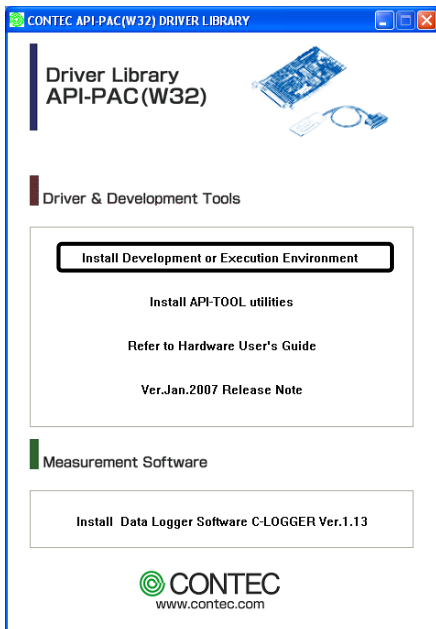 CONTEC API-PAC(W32) DRIVER LIBRARY
Driver Library
API-PAC(W32)
Driver & Development Tools
Install Development or Execution Environment
Install API-TOOL utilities
Refer to Hardware User's Guide
Ver.Jan.2007 Release Note
Measurement Software
Install Data Logger Software C-LOGGER Ver.1.13
CONTEC
www.contec.com